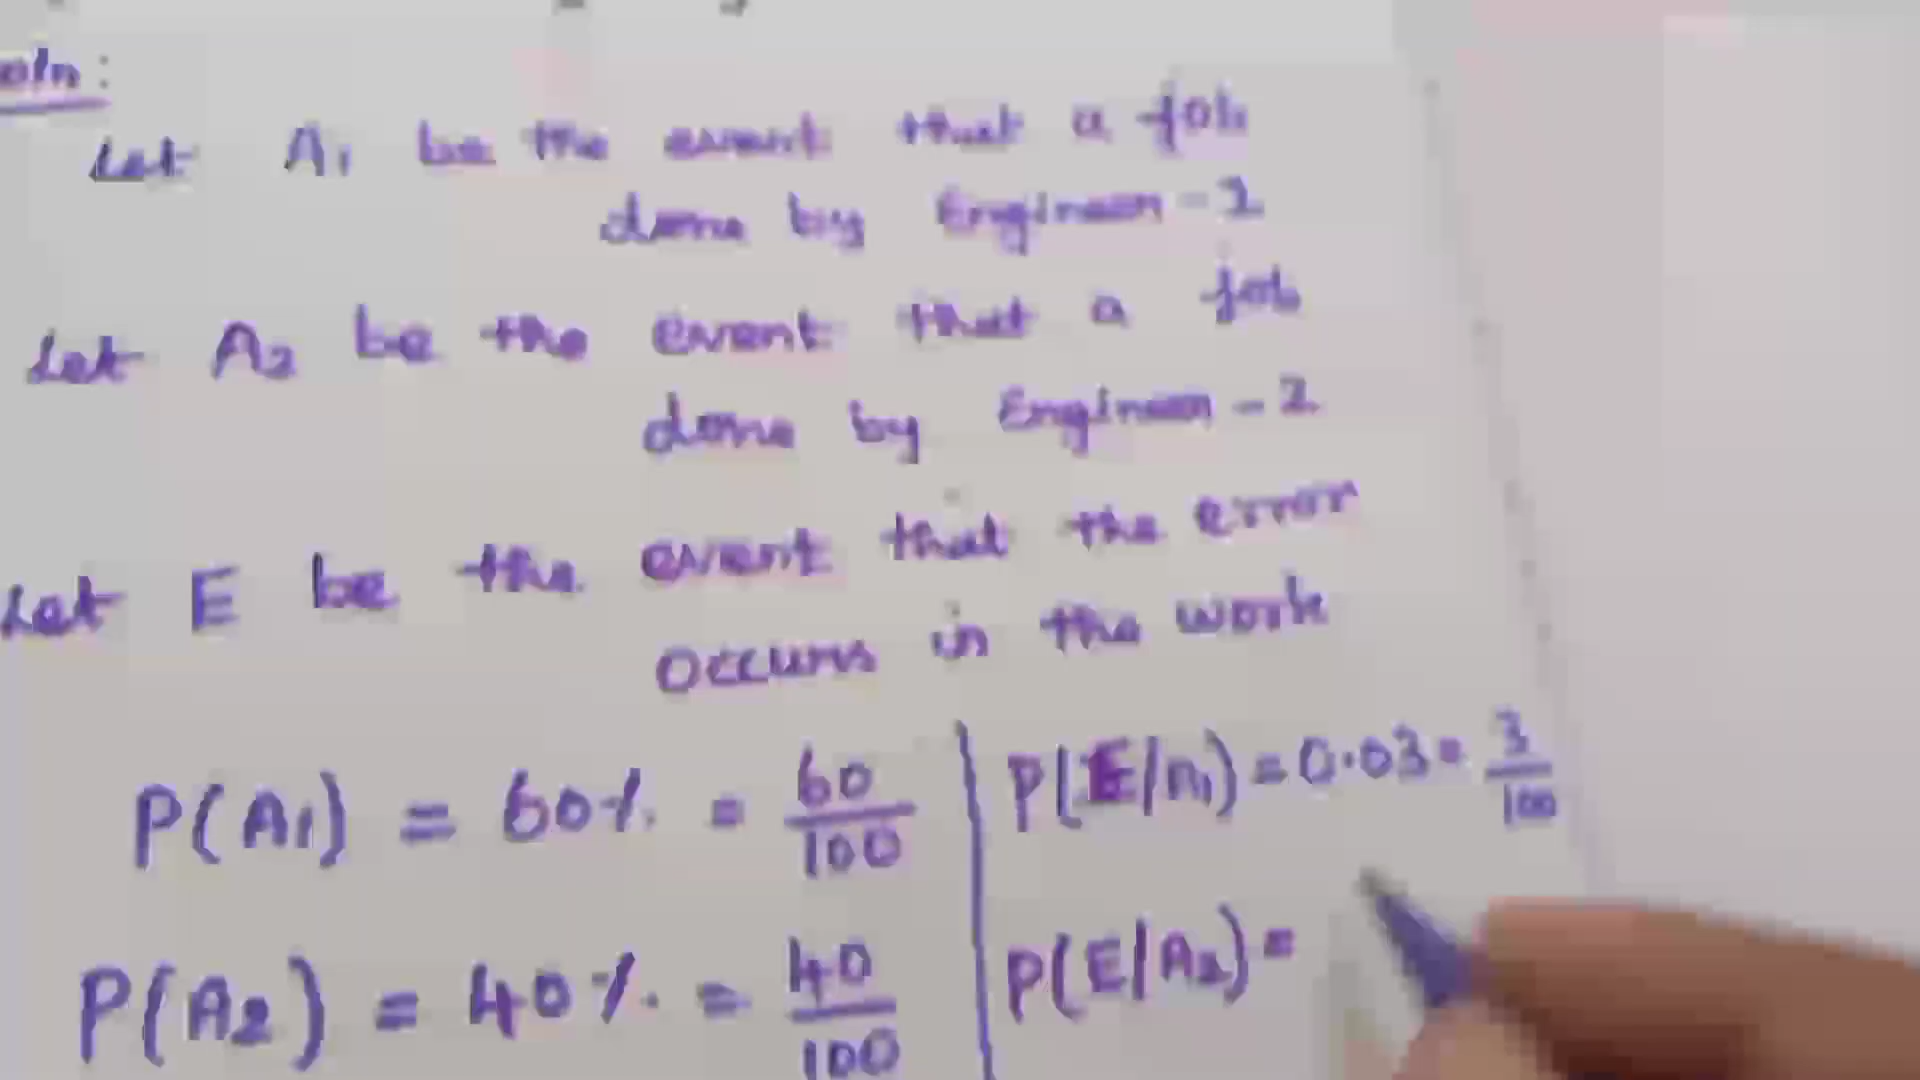 oln:
Let A1 be the event that a job
done by Engineer-1
Let A2 be the event that a job
done by Engineer-2
Let E be the event that the error
occurs in the work
P(A1) = 60% = 60/100
P(E/A1) = 0.03 = 3/100
P(A2) = 40% = 40/100
P(E/A2) =